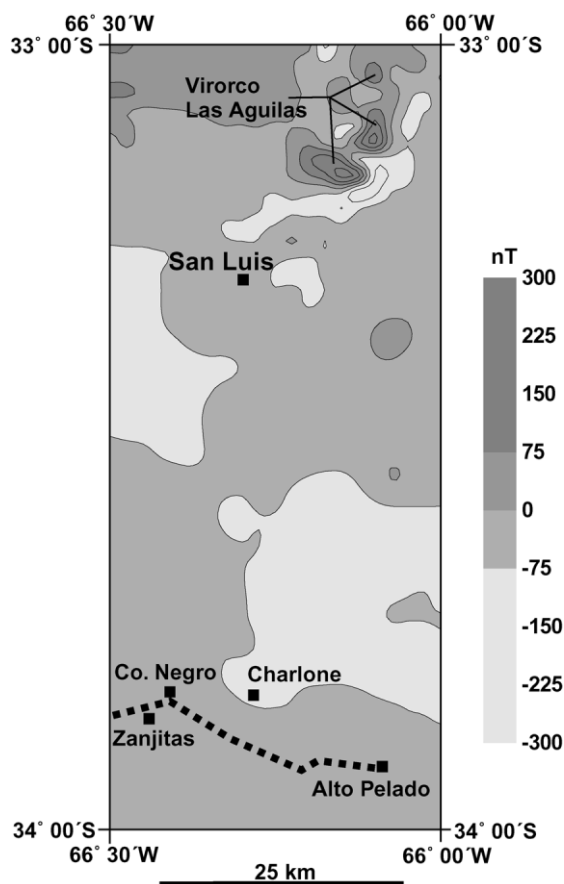 66˚ 30´W
66˚ 00´W
33˚ 00´S
33˚ 00´S
Virorco
Las Aguilas
San Luis
nT
300
225
150
75
0
-75
-150
-225
-300
Co. Negro
Charlone
Zanjitas
Alto Pelado
34˚ 00´S
34˚ 00´S
66˚ 30´W
66˚ 00´W
25 km